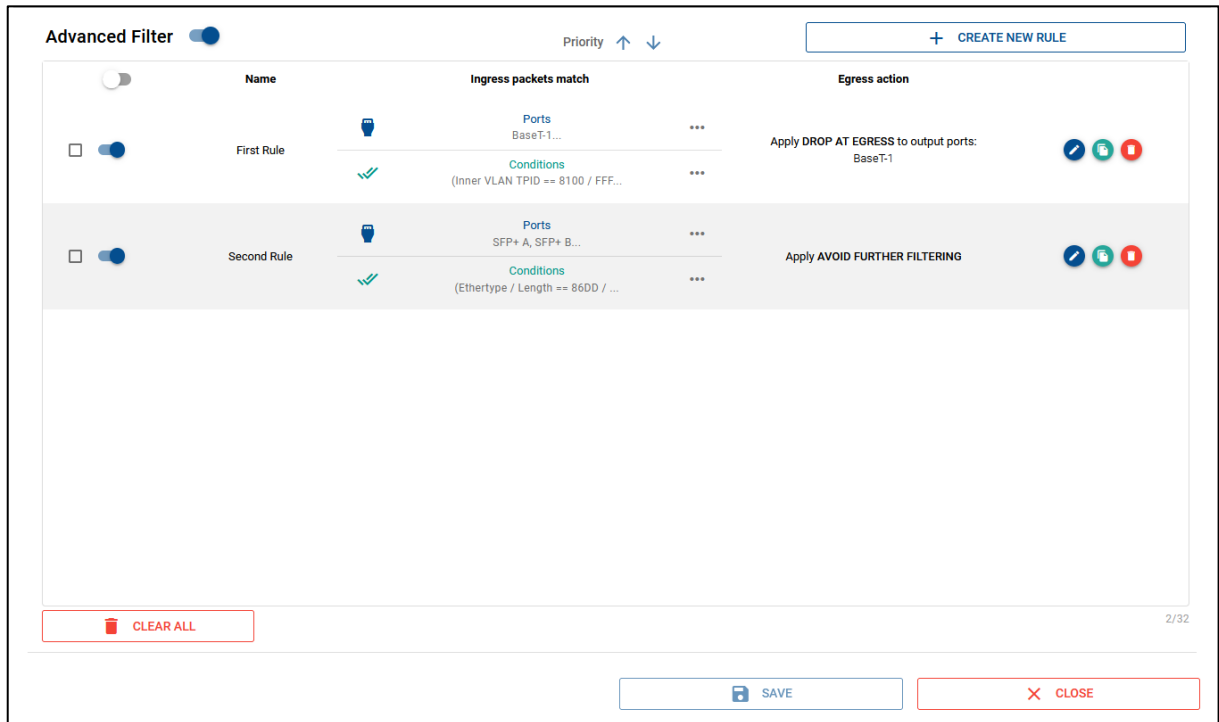 Advanced Filter
Priority
CREATE NEW RULE
Name
Ingress packets match
Egress action
First Rule
Ports
BaseT-1...
Conditions
(Inner VLAN TPID == 8100 / FFF...
Apply DROP AT EGRESS to output ports:
BaseT-1
Second Rule
Ports
SFP+ A, SFP+ B...
Conditions
(Ethertype / Length == 86DD / ...
Apply AVOID FURTHER FILTERING
CLEAR ALL
2/32
SAVE
CLOSE